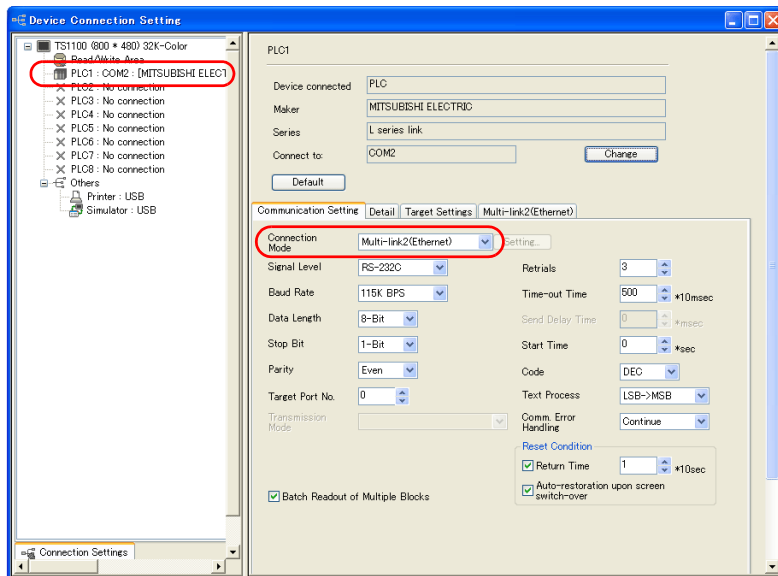 Device Connection Setting
TS1100 (800 * 480) 32K-Color
Read/Write Area
PLC1 : COM2 : [MITSUBISHI ELECT
PLC2 : No connection
PLC3 : No connection
PLC4 : No connection
PLC5 : No connection
PLC6 : No connection
PLC7 : No connection
PLC8 : No connection
Others
Printer : USB
Simulator : USB
Connection Settings
PLC1
Device connected PLC
Maker MITSUBISHI ELECTRIC
Series L series link
Connect to: COM2 Change
Default
Communication Setting Detail Target Settings Multi-link2(Ethernet)
Connection Mode Multi-link2(Ethernet) Setting...
Signal Level RS-232C Retrials 3
Baud Rate 115K BPS Time-out Time 500 *10msec
Data Length 8-Bit Send Delay Time 0 *msec
Stop Bit 1-Bit Start Time 0 *sec
Parity Even Code DEC
Target Port No. 0 Text Process LSB->MSB
Transmission Mode Comm. Error Handling Continue
Reset Condition
Return Time 1 *10sec
Auto-restoration upon screen
switch-over
Batch Readout of Multiple Blocks